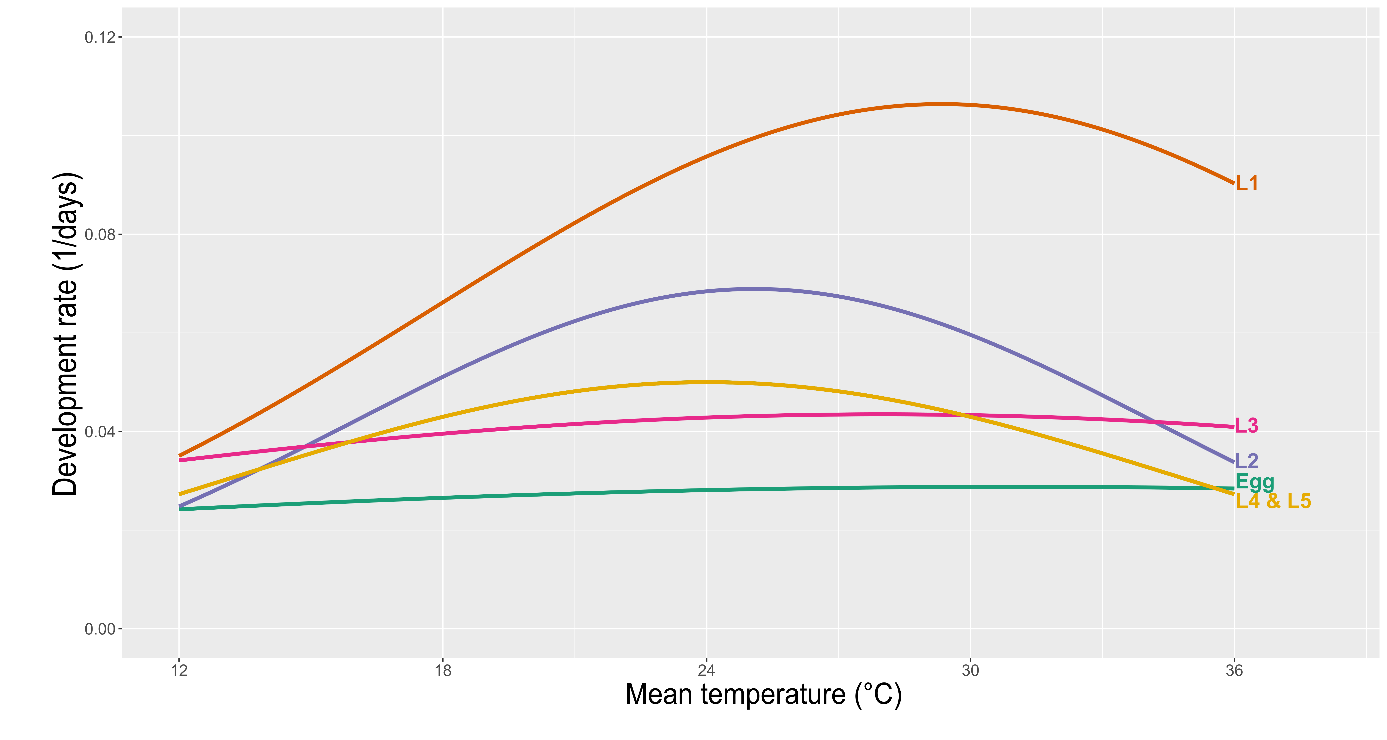 0.12
0.08
0.04
0.00
Development rate (1/days)
L1
L3
L2
Egg
L4 & L5
12 18 24 30 36
Mean temperature (°C)